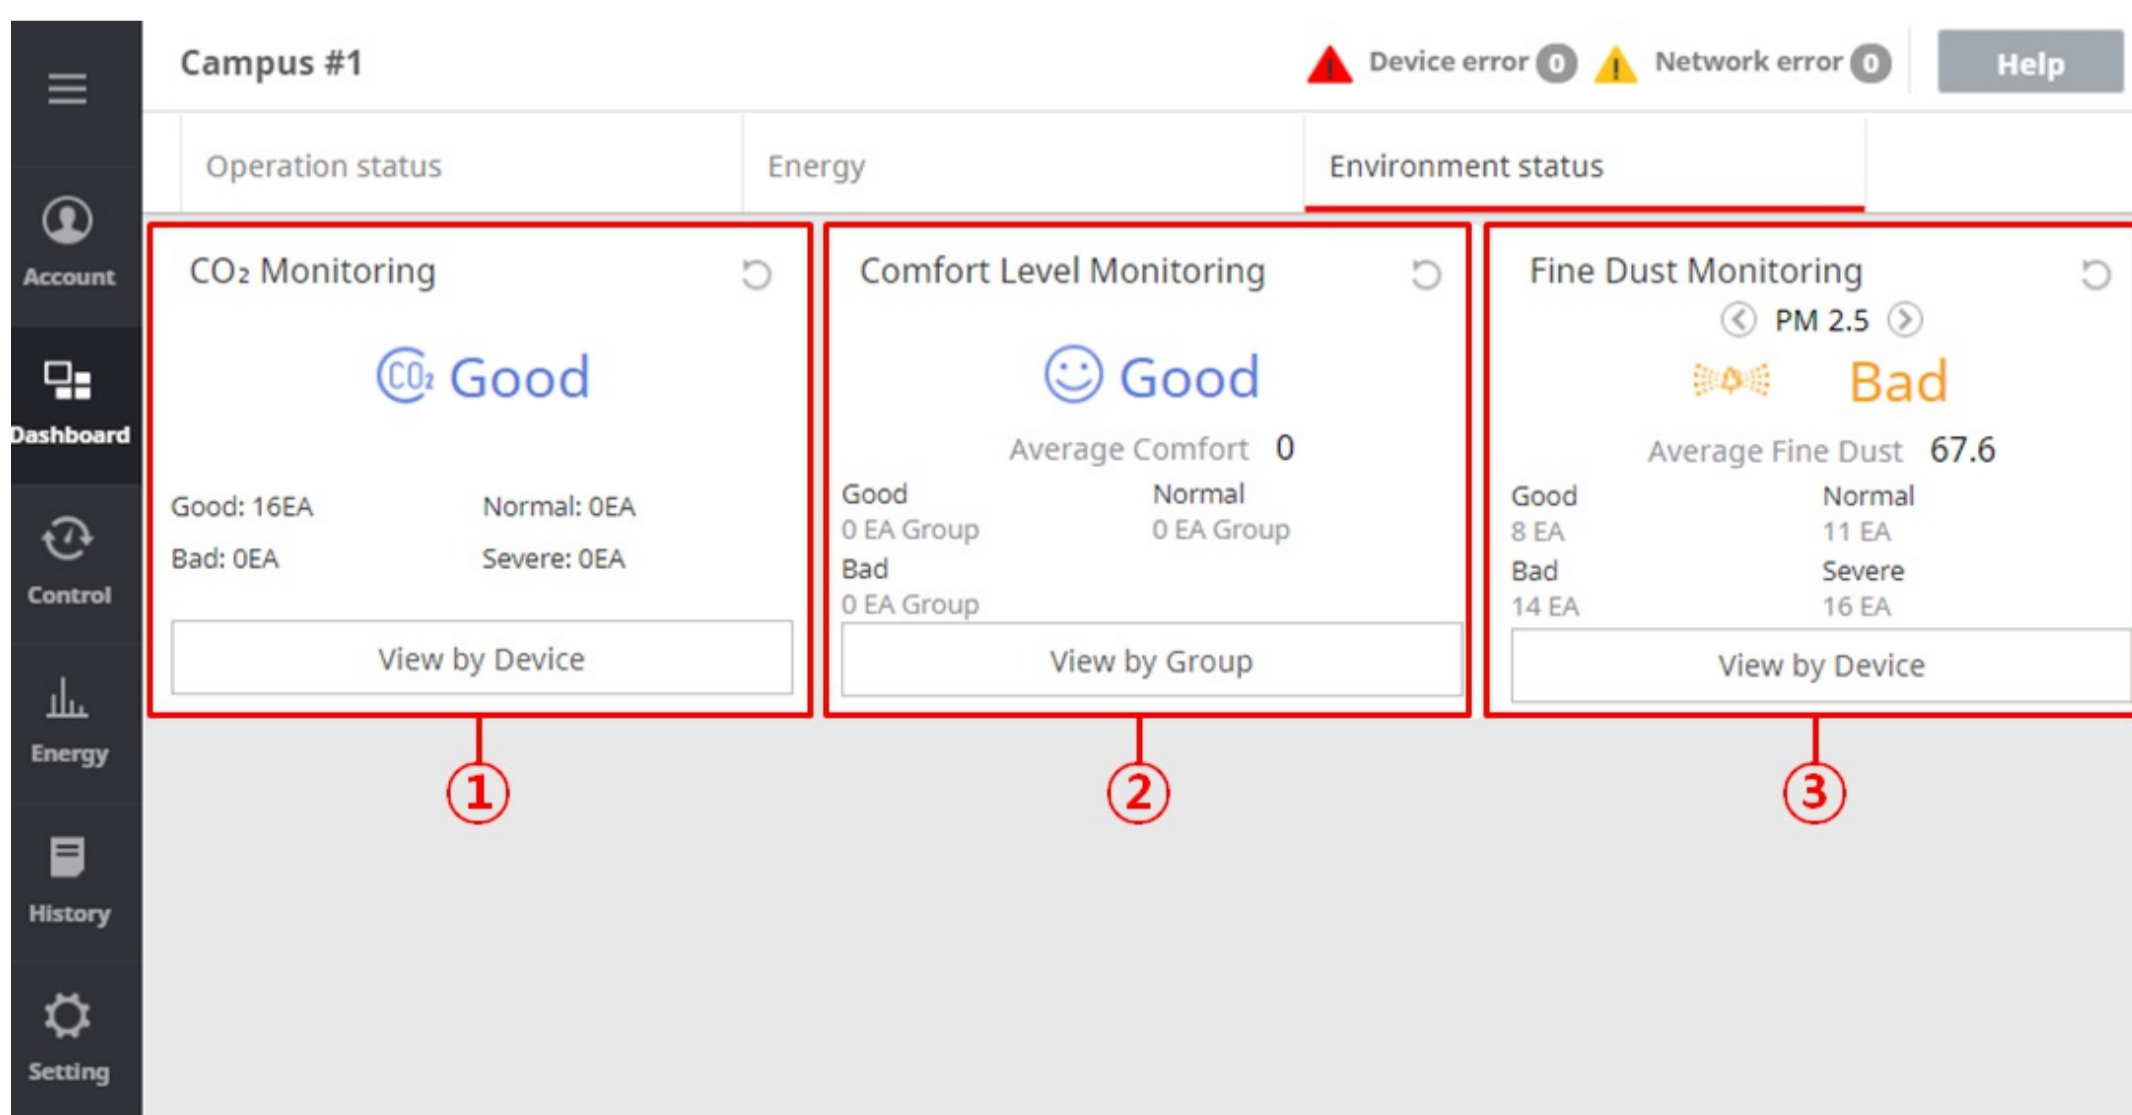 Campus #1
Device error 0
Network error 0
Help
Account
Dashboard
Control
Energy
History
Setting
Operation status
Energy
Environment status
CO₂ Monitoring
CO₂ Good
Good: 16EA
Normal: 0EA
Bad: 0EA
Severe: 0EA
View by Device
1
Comfort Level Monitoring
Good
Average Comfort 0
Good
0 EA Group
Normal
0 EA Group
Bad
0 EA Group
View by Group
2
Fine Dust Monitoring
PM 2.5
Bad
Average Fine Dust 67.6
Good
8 EA
Normal
11 EA
Bad
14 EA
Severe
16 EA
View by Device
3